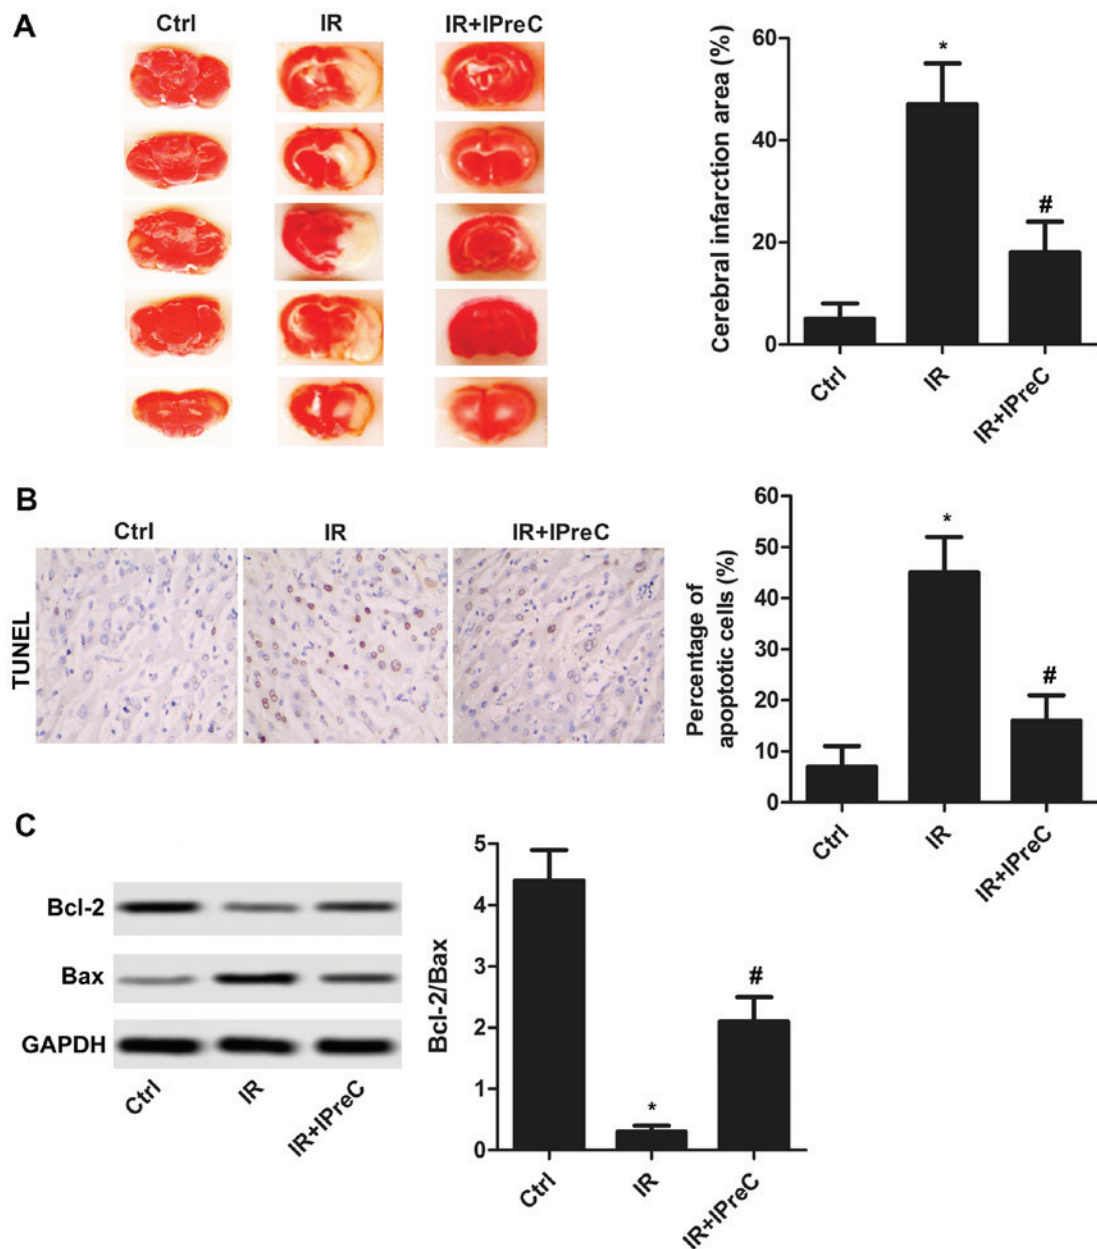 A
Ctrl
IR
IR+IPreC
Cerebral infarction area (%)
60
40
20
0
*
#
Ctrl
IR
IR+IPreC
B
Ctrl
IR
IR+IPreC
TUNEL
Percentage of
apoptotic cells (%)
60
50
40
30
20
10
0
*
#
Ctrl
IR
IR+IPreC
C
Bcl-2
Bax
GAPDH
Ctrl
IR
IR+IPreC
Bcl-2/Bax
5
4
3
2
1
0
*
#
Ctrl
IR
IR+IPreC